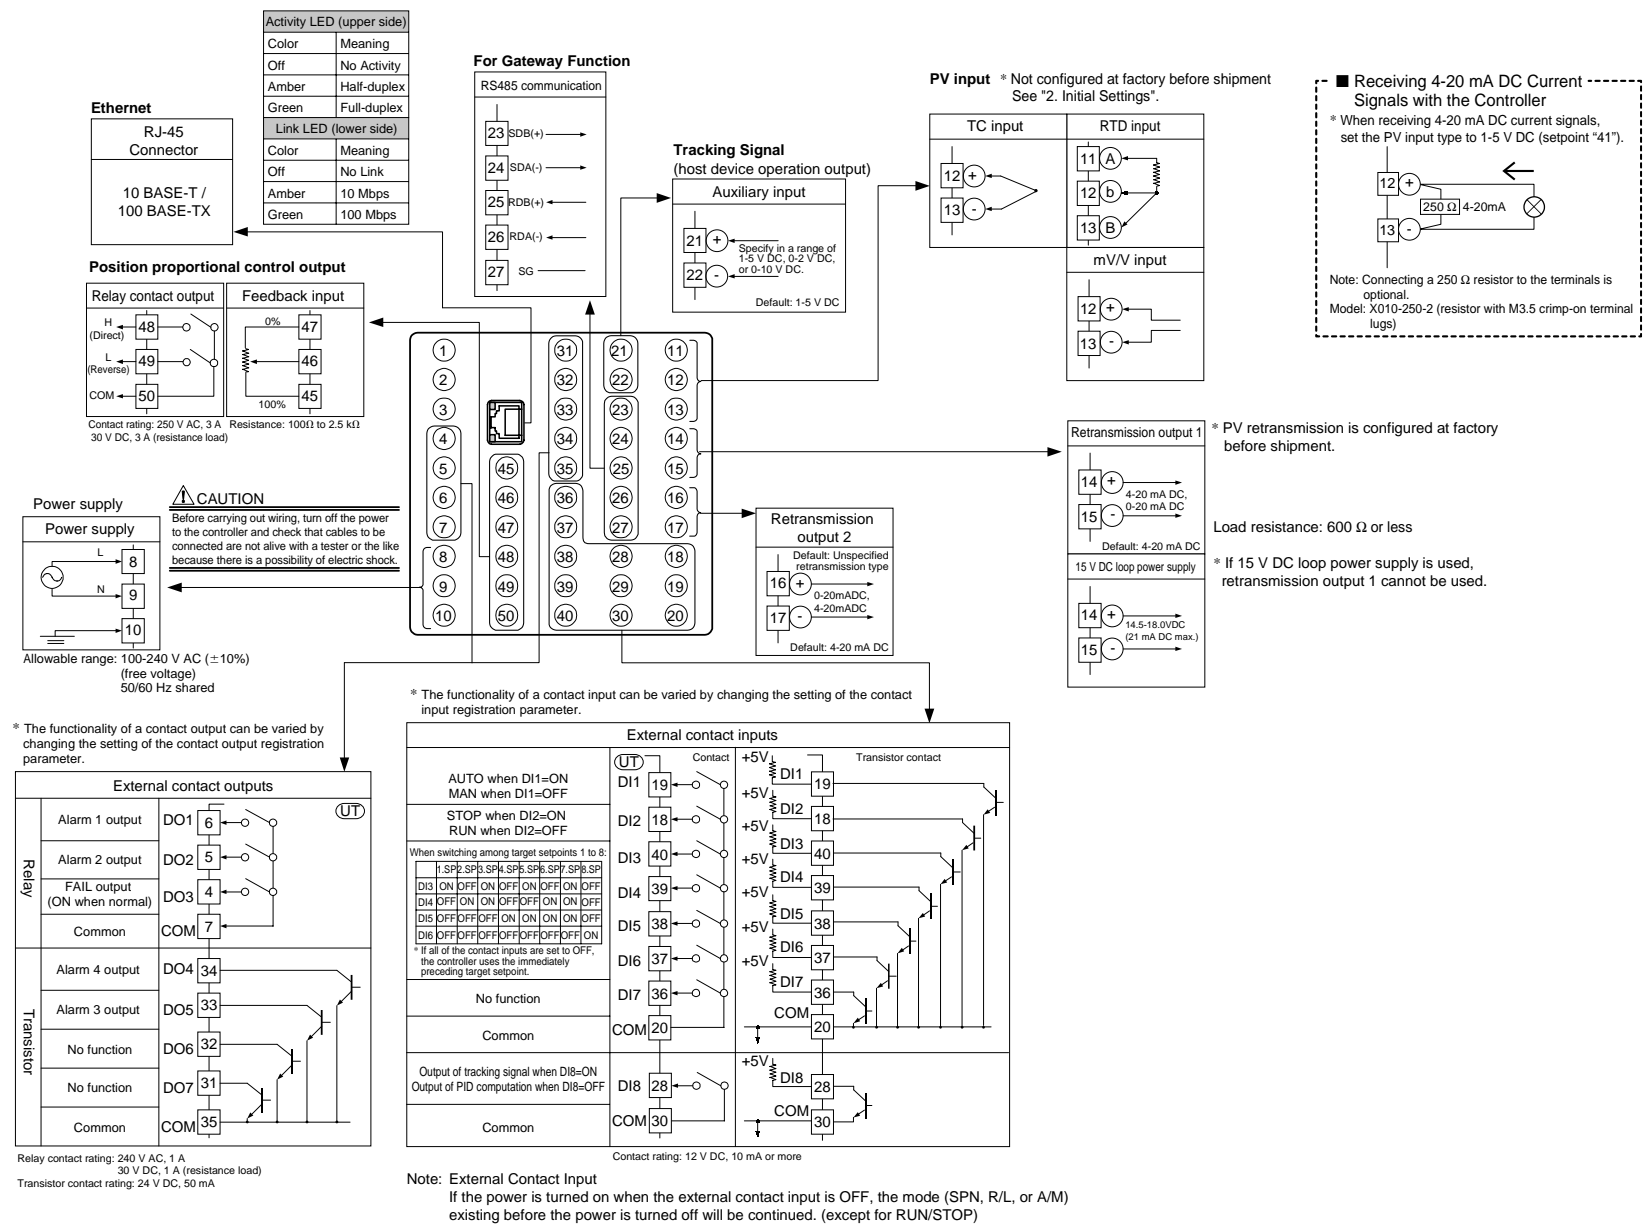 Activity LED (upper side)
Color Meaning
Off No Activity
Amber Half-duplex
Green Full-duplex
Link LED (lower side)
Color Meaning
Off No Link
Amber 10 Mbps
Green 100 Mbps
Ethernet
RJ-45
Connector
10 BASE-T /
100 BASE-TX
For Gateway Function
RS485 communication
23 SDB(+)
24 SDA(-)
25 RDB(+)
26 RDA(-)
27 SG
Tracking Signal
(host device operation output)
Auxiliary input
21 +
Specify in a range of
1-5 V DC, 0-2 V DC,
or 0-10 V DC.
22 -
Default: 1-5 V DC
PV input * Not configured at factory before shipment
See "2. Initial Settings".
TC input
12 +
13 -
RTD input
11 A
12 b
13 B
mV/V input
12 +
13 -
■ Receiving 4-20 mA DC Current
Signals with the Controller
* When receiving 4-20 mA DC current signals,
set the PV input type to 1-5 V DC (setpoint “41”).
12 +
250 Ω 4-20mA
13 -
Note: Connecting a 250 Ω resistor to the terminals is
optional.
Model: X010-250-2 (resistor with M3.5 crimp-on terminal
lugs)
Position proportional control output
Relay contact output
H
(Direct)
48
L
(Reverse)
49
COM 50
Feedback input
0% 47
46
100% 45
Contact rating: 250 V AC, 3 A
30 V DC, 3 A (resistance load)
Resistance: 100Ω to 2.5 kΩ
1 31 21 11
2 32 22 12
3 33 23 13
4 34 24 14
5 45 35 25 15
6 46 36 26 16
7 47 37 27 17
8 48 38 28 18
9 49 39 29 19
10 50 40 30 20
Power supply
Power supply
L 8
N 9
10
Allowable range: 100-240 V AC (±10%)
(free voltage)
50/60 Hz shared
! CAUTION
Before carrying out wiring, turn off the power
to the controller and check that cables to be
connected are not alive with a tester or the like
because there is a possibility of electric shock.
Retransmission
output 2
Default: Unspecified
retransmission type
16 +
0-20mADC,
4-20mADC
17 -
Default: 4-20 mA DC
Retransmission output 1
14 +
4-20 mA DC,
0-20 mA DC
15 -
Default: 4-20 mA DC
15 V DC loop power supply
14 +
14.5-18.0VDC
(21 mA DC max.)
15 -
* PV retransmission is configured at factory
before shipment.
Load resistance: 600 Ω or less
* If 15 V DC loop power supply is used,
retransmission output 1 cannot be used.
* The functionality of a contact output can be varied by
changing the setting of the contact output registration
parameter.
External contact outputs
UT
Relay
Alarm 1 output DO1 6
Alarm 2 output DO2 5
FAIL output
(ON when normal)
DO3 4
Common COM 7
Transistor
Alarm 4 output DO4 34
Alarm 3 output DO5 33
No function DO6 32
No function DO7 31
Common COM 35
Relay contact rating: 240 V AC, 1 A
30 V DC, 1 A (resistance load)
Transistor contact rating: 24 V DC, 50 mA
* The functionality of a contact input can be varied by changing the setting of the contact
input registration parameter.
External contact inputs
AUTO when DI1=ON
MAN when DI1=OFF
STOP when DI2=ON
RUN when DI2=OFF
When switching among target setpoints 1 to 8:
1.SP 2.SP 3.SP 4.SP 5.SP 6.SP 7.SP 8.SP
DI3 ON OFF ON OFF ON OFF ON OFF
DI4 OFF ON OFF OFF ON ON OFF
DI5 OFF OFF OFF ON ON ON ON OFF
DI6 OFF OFF OFF OFF OFF OFF OFF ON
* If all of the contact inputs are set to OFF,
the controller uses the immediately
preceding target setpoint.
No function
Common
Output of tracking signal when DI8=ON
Output of PID computation when DI8=OFF
Common
UT Contact
DI1 19
DI2 18
DI3 40
DI4 39
DI5 38
DI6 37
DI7 36
COM 20
DI8 28
COM 30
Transistor contact
+5V DI1 19
+5V DI2 18
+5V DI3 40
+5V DI4 39
+5V DI5 38
+5V DI6 37
+5V DI7 36
COM 20
+5V DI8 28
COM 30
Contact rating: 12 V DC, 10 mA or more
Note: External Contact Input
If the power is turned on when the external contact input is OFF, the mode (SPN, R/L, or A/M)
existing before the power is turned off will be continued. (except for RUN/STOP)